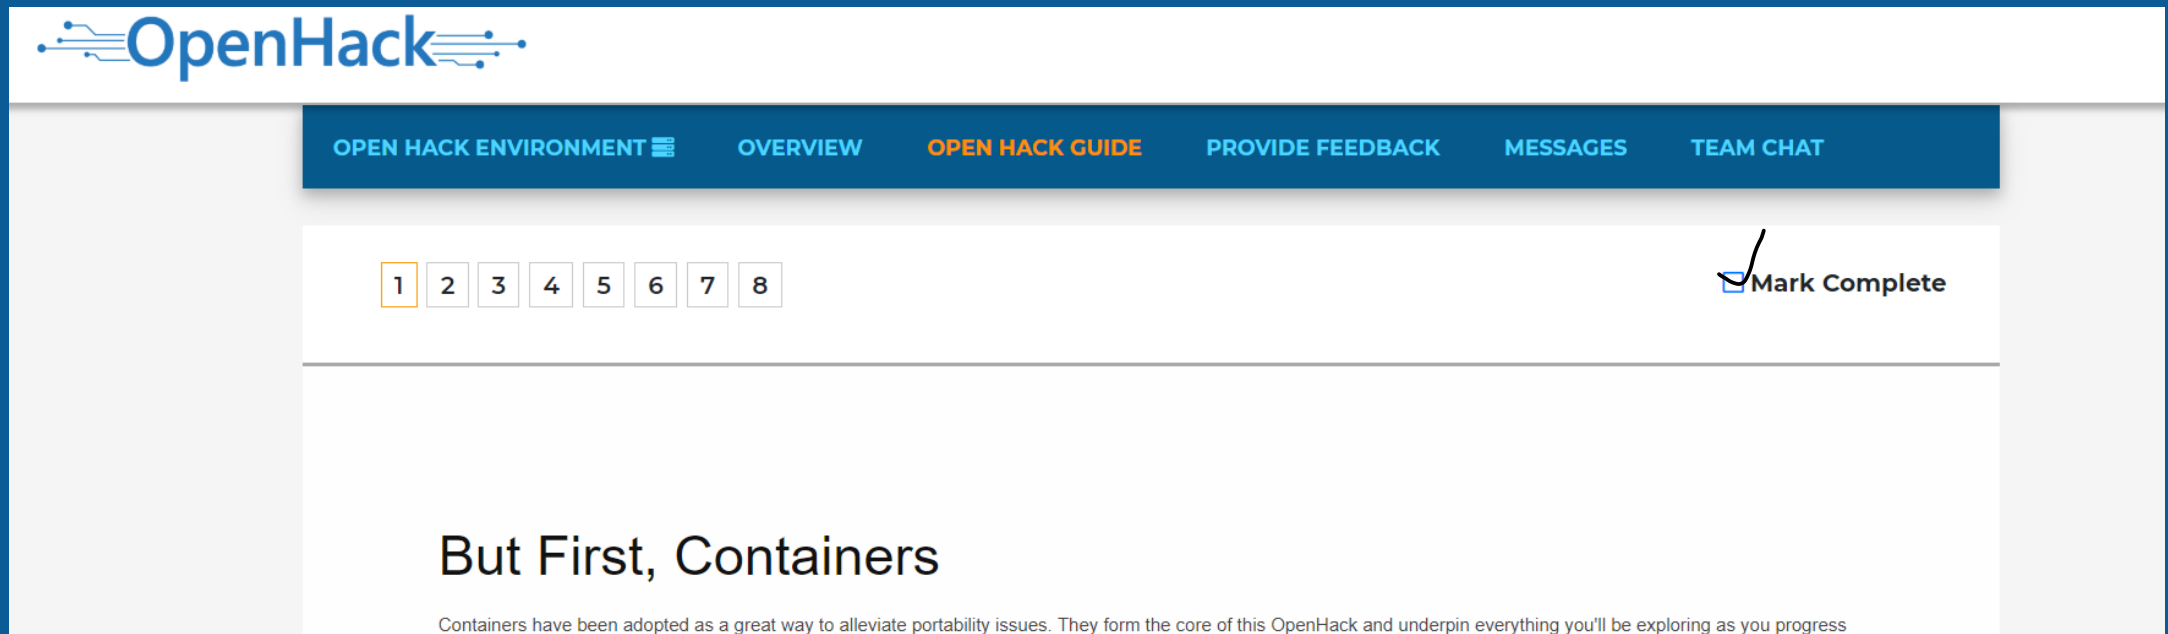 OpenHack
OPEN HACK ENVIRONMENT OVERVIEW OPEN HACK GUIDE PROVIDE FEEDBACK MESSAGES TEAM CHAT
1 2 3 4 5 6 7 8 Mark Complete
But First, Containers
Containers have been adopted as a great way to alleviate portability issues. They form the core of this OpenHack and underpin everything you'll be exploring as you progress